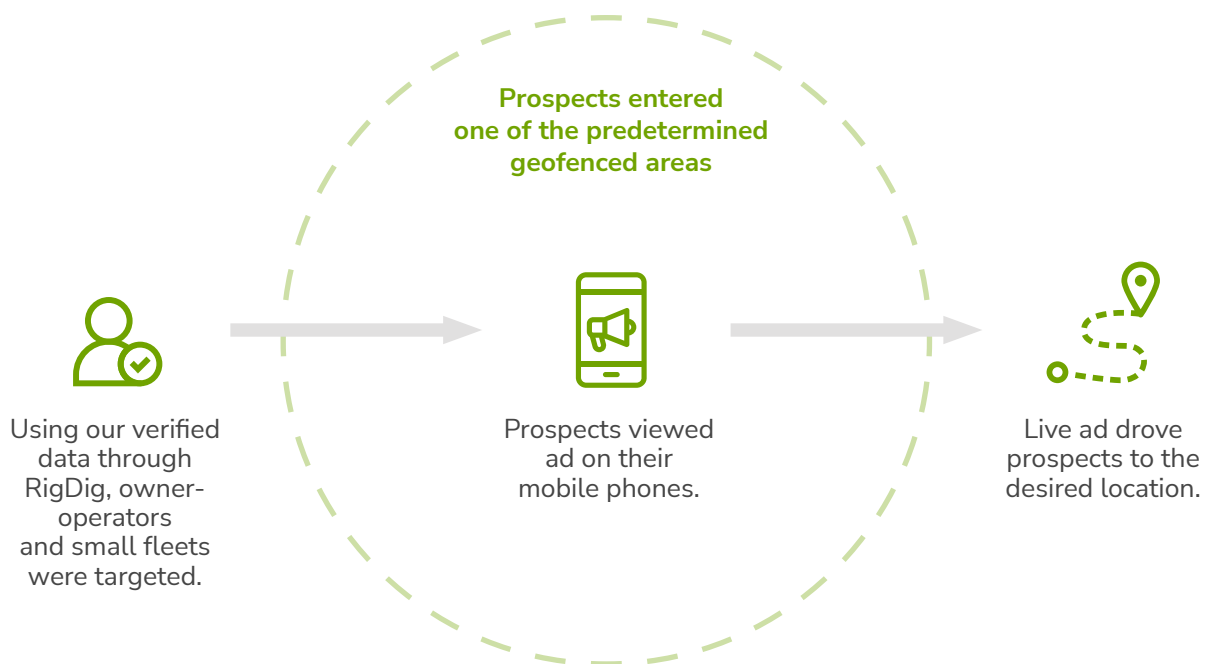 Prospects entered
one of the predetermined
geofenced areas
Using our verified
data through
RigDig, owner-
operators
and small fleets
were targeted.
Prospects viewed
ad on their
mobile phones.
Live ad drove
prospects to the
desired location.